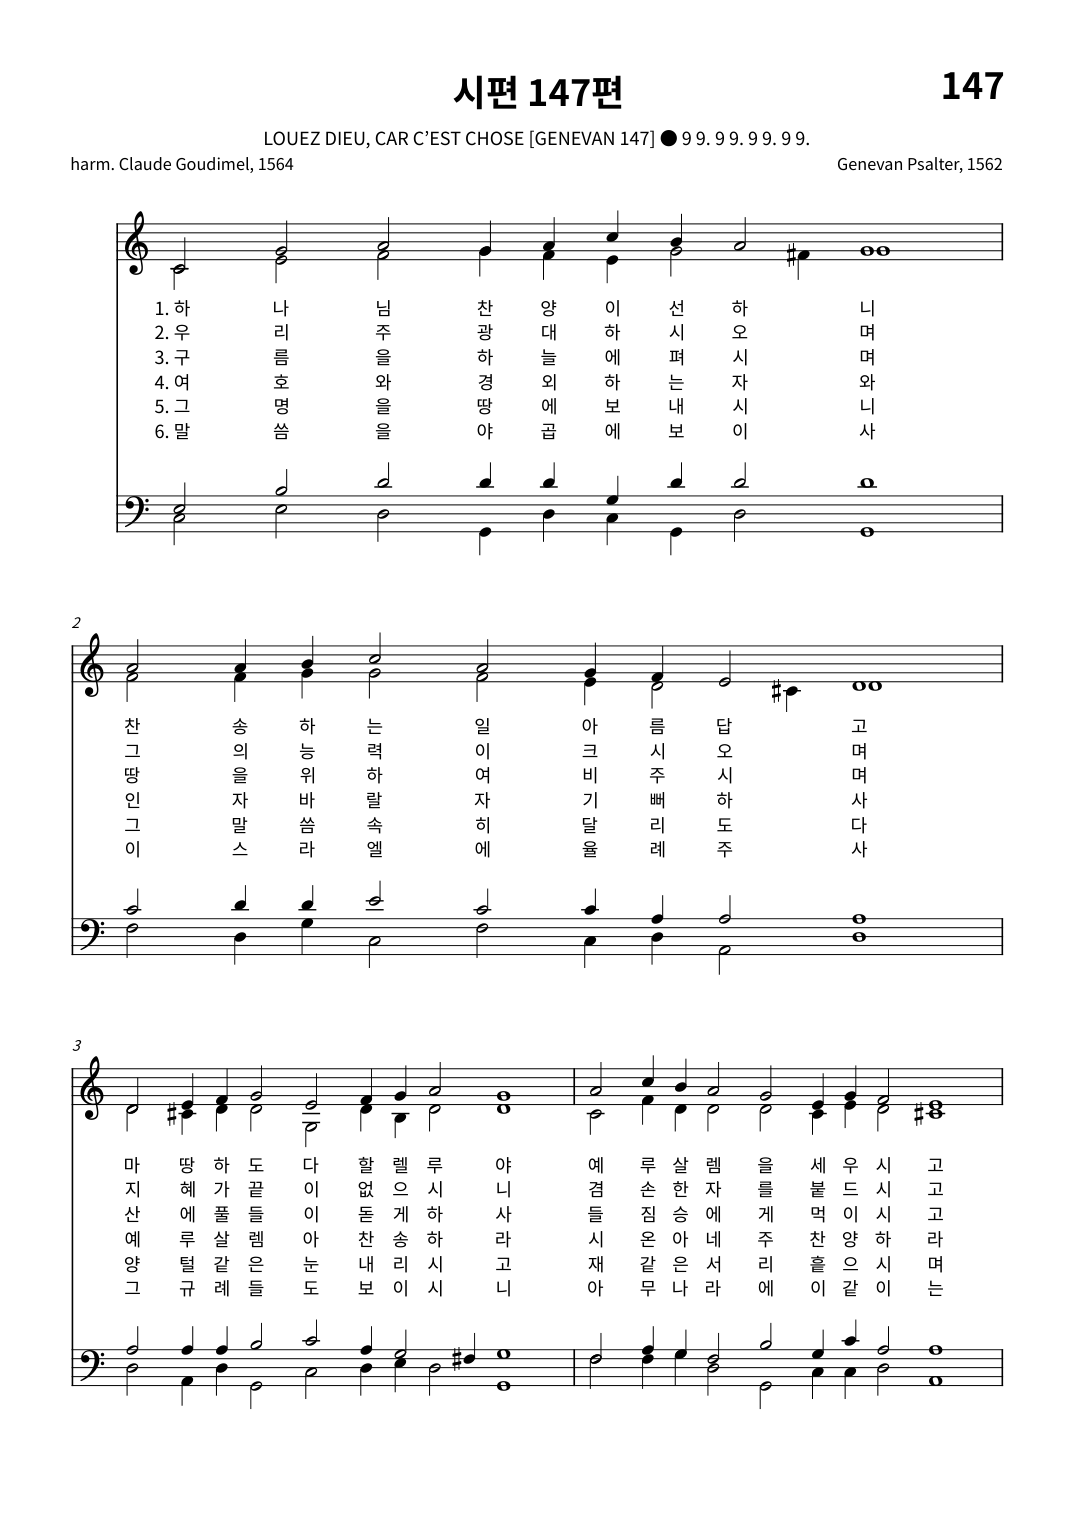 시편 147편
147
LOUEZ DIEU, CAR C’EST CHOSE [GENEVAN 147] ● 9 9. 9 9. 9 9. 9 9.
harm. Claude Goudimel, 1564
Genevan Psalter, 1562
1. 하 나 님 찬 양 이 선 하 니
2. 우 리 주 광 대 하 시 오 며
3. 구 름 을 하 늘 에 펴 시 며
4. 여 호 와 경 외 하 는 자 와
5. 그 명 을 땅 에 보 내 시 니
6. 말 씀 을 야 곱 에 보 이 사
2
찬 송 하 는 일 아 름 답 고
그 의 능 력 이 크 시 오 며
땅 을 위 하 여 비 주 시 며
인 자 바 랄 자 기 뻐 하 사
그 말 씀 속 히 달 리 도 다
이 스 라 엘 에 율 례 주 사
3
마 땅 하 도 다 할 렐 루 야 예 루 살 렘 을 세 우 시 고
지 혜 가 끝 이 없 으 시 니 겸 손 한 자 를 붙 드 시 고
산 에 풀 들 이 돋 게 하 사 들 짐 승 에 게 먹 이 시 고
예 루 살 렘 아 찬 송 하 라 시 온 아 네 주 찬 양 하 라
양 털 같 은 눈 내 리 시 고 재 같 은 서 리 흩 으 시 며
그 규 례 들 도 보 이 시 니 아 무 나 라 에 이 같 이 는